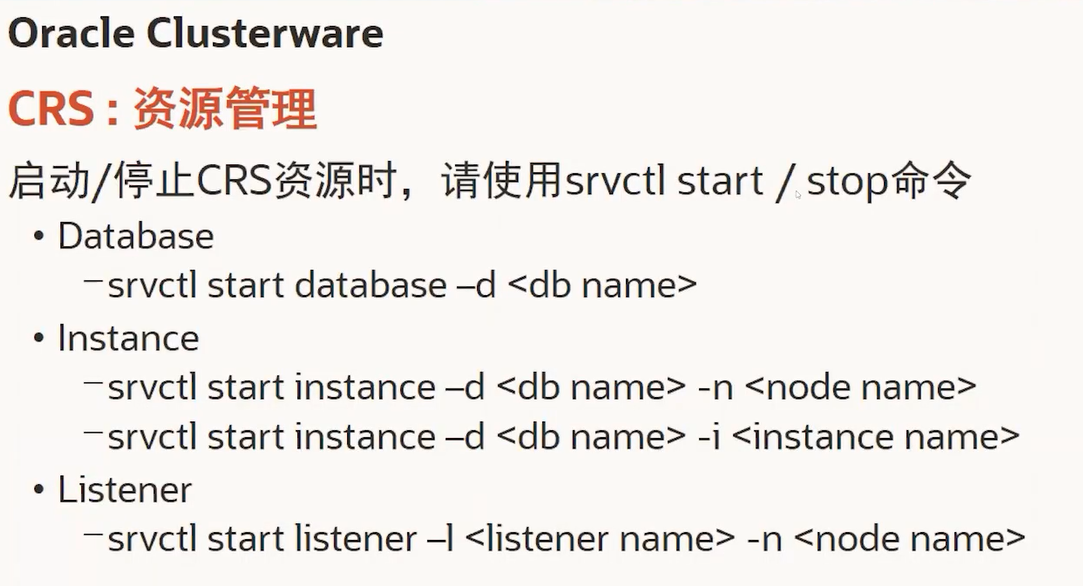 Oracle Clusterware
CRS : 资源管理
启动/停止CRS资源时，请使用srvctl start / stop命令
• Database
–srvctl start database –d <db name>
• Instance
–srvctl start instance –d <db name> -n <node name>
–srvctl start instance –d <db name> -i <instance name>
• Listener
–srvctl start listener –l <listener name> -n <node name>